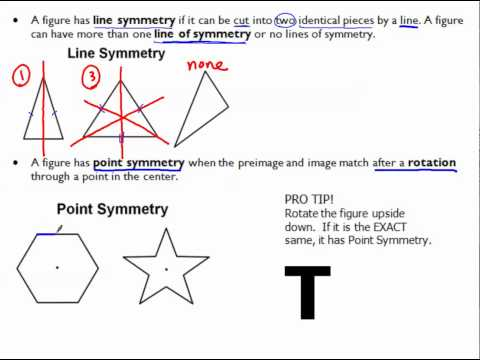 • A figure has line symmetry if it can be cut into two identical pieces by a line. A figure
can have more than one line of symmetry or no lines of symmetry.
Line Symmetry
1 3 none
• A figure has point symmetry when the preimage and image match after a rotation
through a point in the center.
Point Symmetry
PRO TIP!
Rotate the figure upside
down. If it is the EXACT
same, it has Point Symmetry.
T